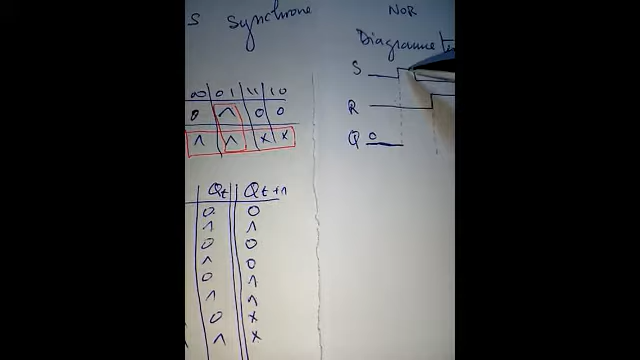 S Synchrone
NOR
Diagramme
00 01 11 10
0 1 0 0
1 1 x x
Qt Qt+1
0 0
1 1
0 0
1 0
0 1
1 1
0 x
1 x
S
R
Q 0